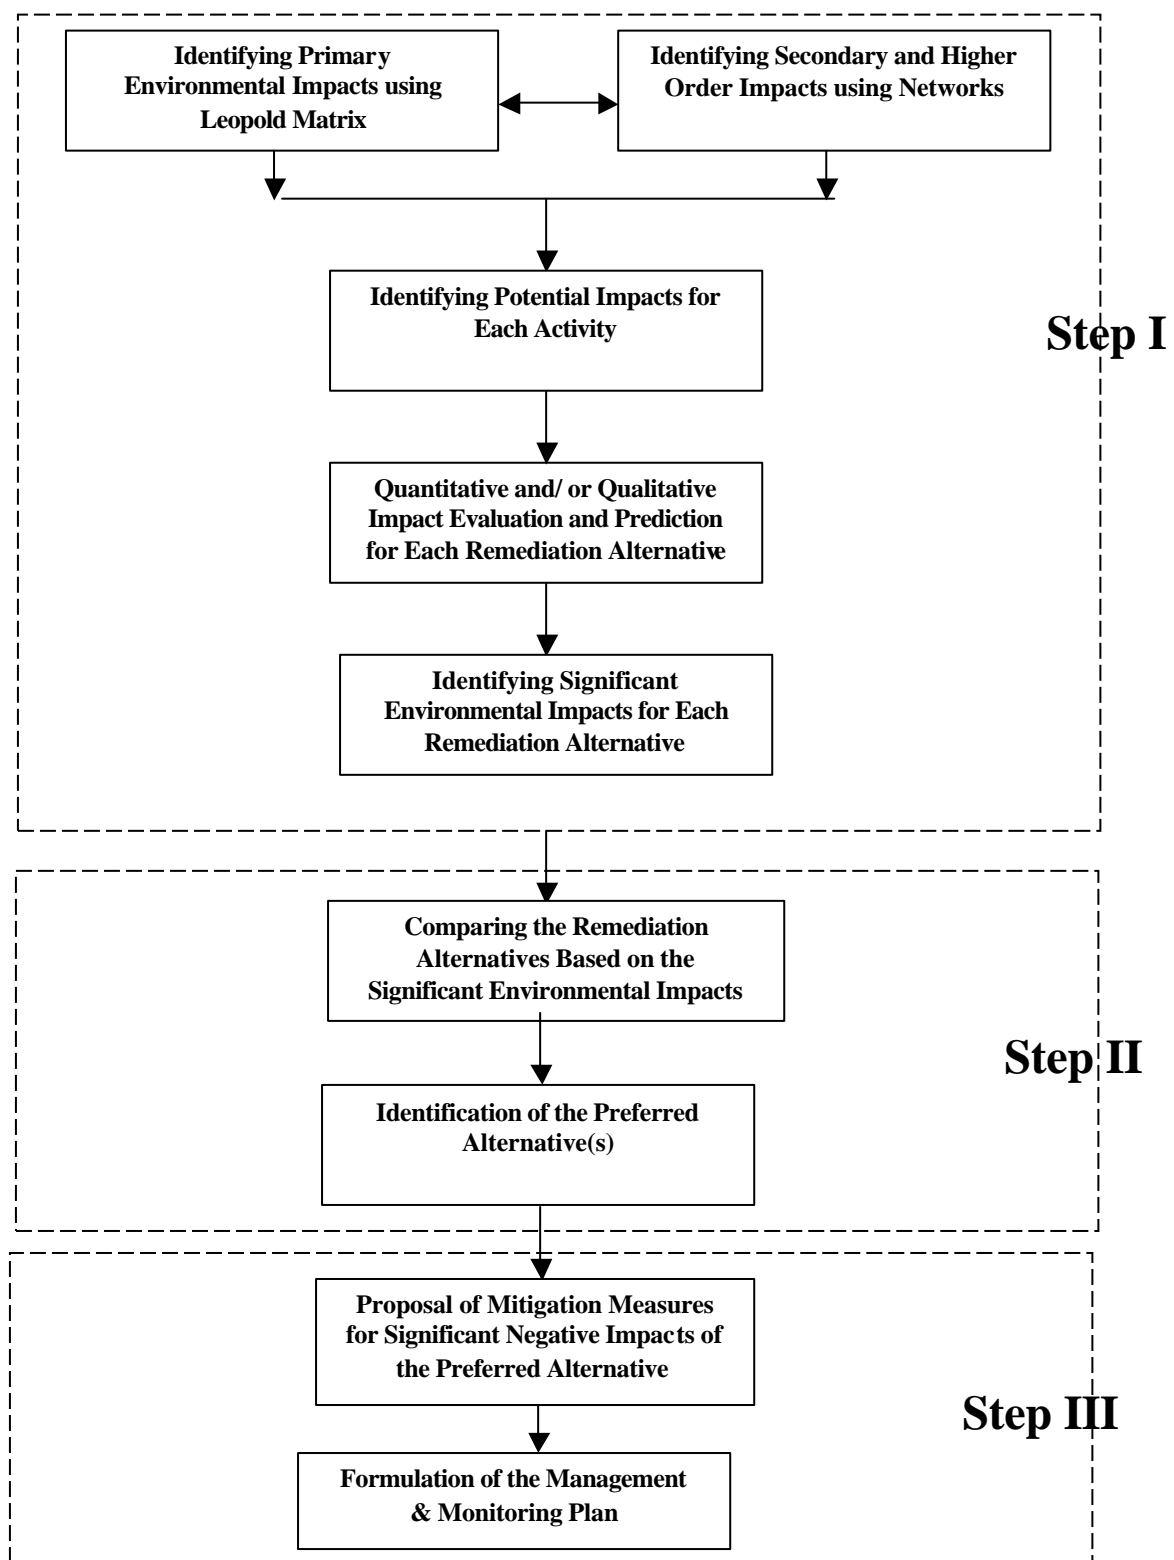 Identifying Primary
Environmental Impacts using
Leopold Matrix
Identifying Secondary and Higher
Order Impacts using Networks
Identifying Potential Impacts for
Each Activity
Step I
Quantitative and/ or Qualitative
Impact Evaluation and Prediction
for Each Remediation Alternative
Identifying Significant
Environmental Impacts for Each
Remediation Alternative
Comparing the Remediation
Alternatives Based on the
Significant Environmental Impacts
Step II
Identification of the Preferred
Alternative(s)
Proposal of Mitigation Measures
for Significant Negative Impacts of
the Preferred Alternative
Step III
Formulation of the Management
& Monitoring Plan